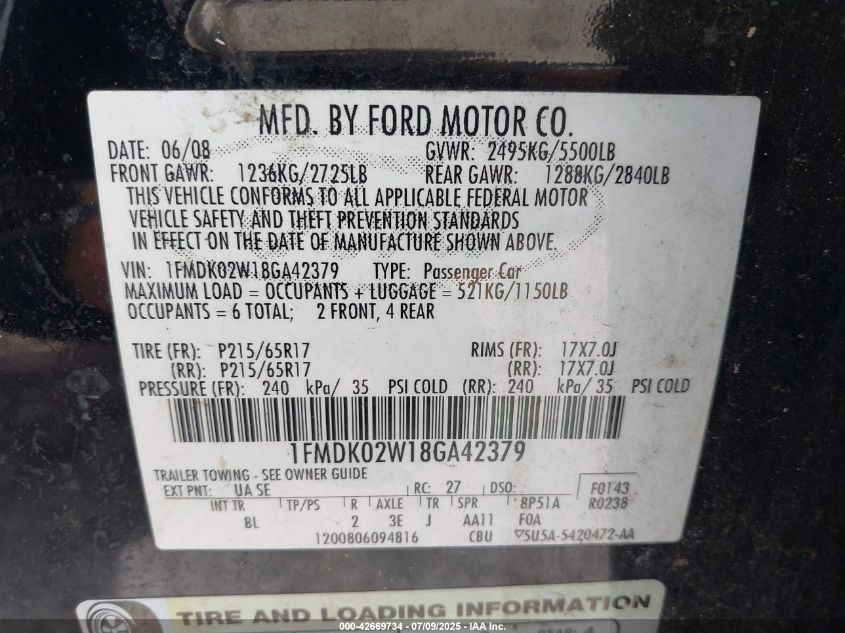 MFD. BY FORD MOTOR CO.
DATE: 06/08 GVWR: 2495KG/5500LB
FRONT GAWR: 1236KG/2725LB REAR GAWR: 1288KG/2840LB
THIS VEHICLE CONFORMS TO ALL APPLICABLE FEDERAL MOTOR
VEHICLE SAFETY AND THEFT PREVENTION STANDARDS
IN EFFECT ON THE DATE OF MANUFACTURE SHOWN ABOVE.
VIN: 1FMDK02W18GA42379 TYPE: Passenger Car
MAXIMUM LOAD = OCCUPANTS + LUGGAGE = 521KG/1150LB
OCCUPANTS = 6 TOTAL; 2 FRONT, 4 REAR
TIRE (FR): P215/65R17 RIMS (FR): 17X7.0J
(RR): P215/65R17 (RR): 17X7.0J
PRESSURE (FR): 240 kPa/ 35 PSI COLD (RR): 240 kPa/ 35 PSI COLD
1FMDK02W18GA42379
TRAILER TOWING - SEE OWNER GUIDE
EXT PNT: UA SE RC: 27 DSO: F0143
INT TR TP/PS R AXLE TR SPR 8P51A R0238
BL 2 3E J AA11 FOA
1200806094816 CBU ▽5U5A-5420472-AA
TIRE AND LOADING INFORMATION
000-42669734 - 07/09/2025 - IAA Inc.